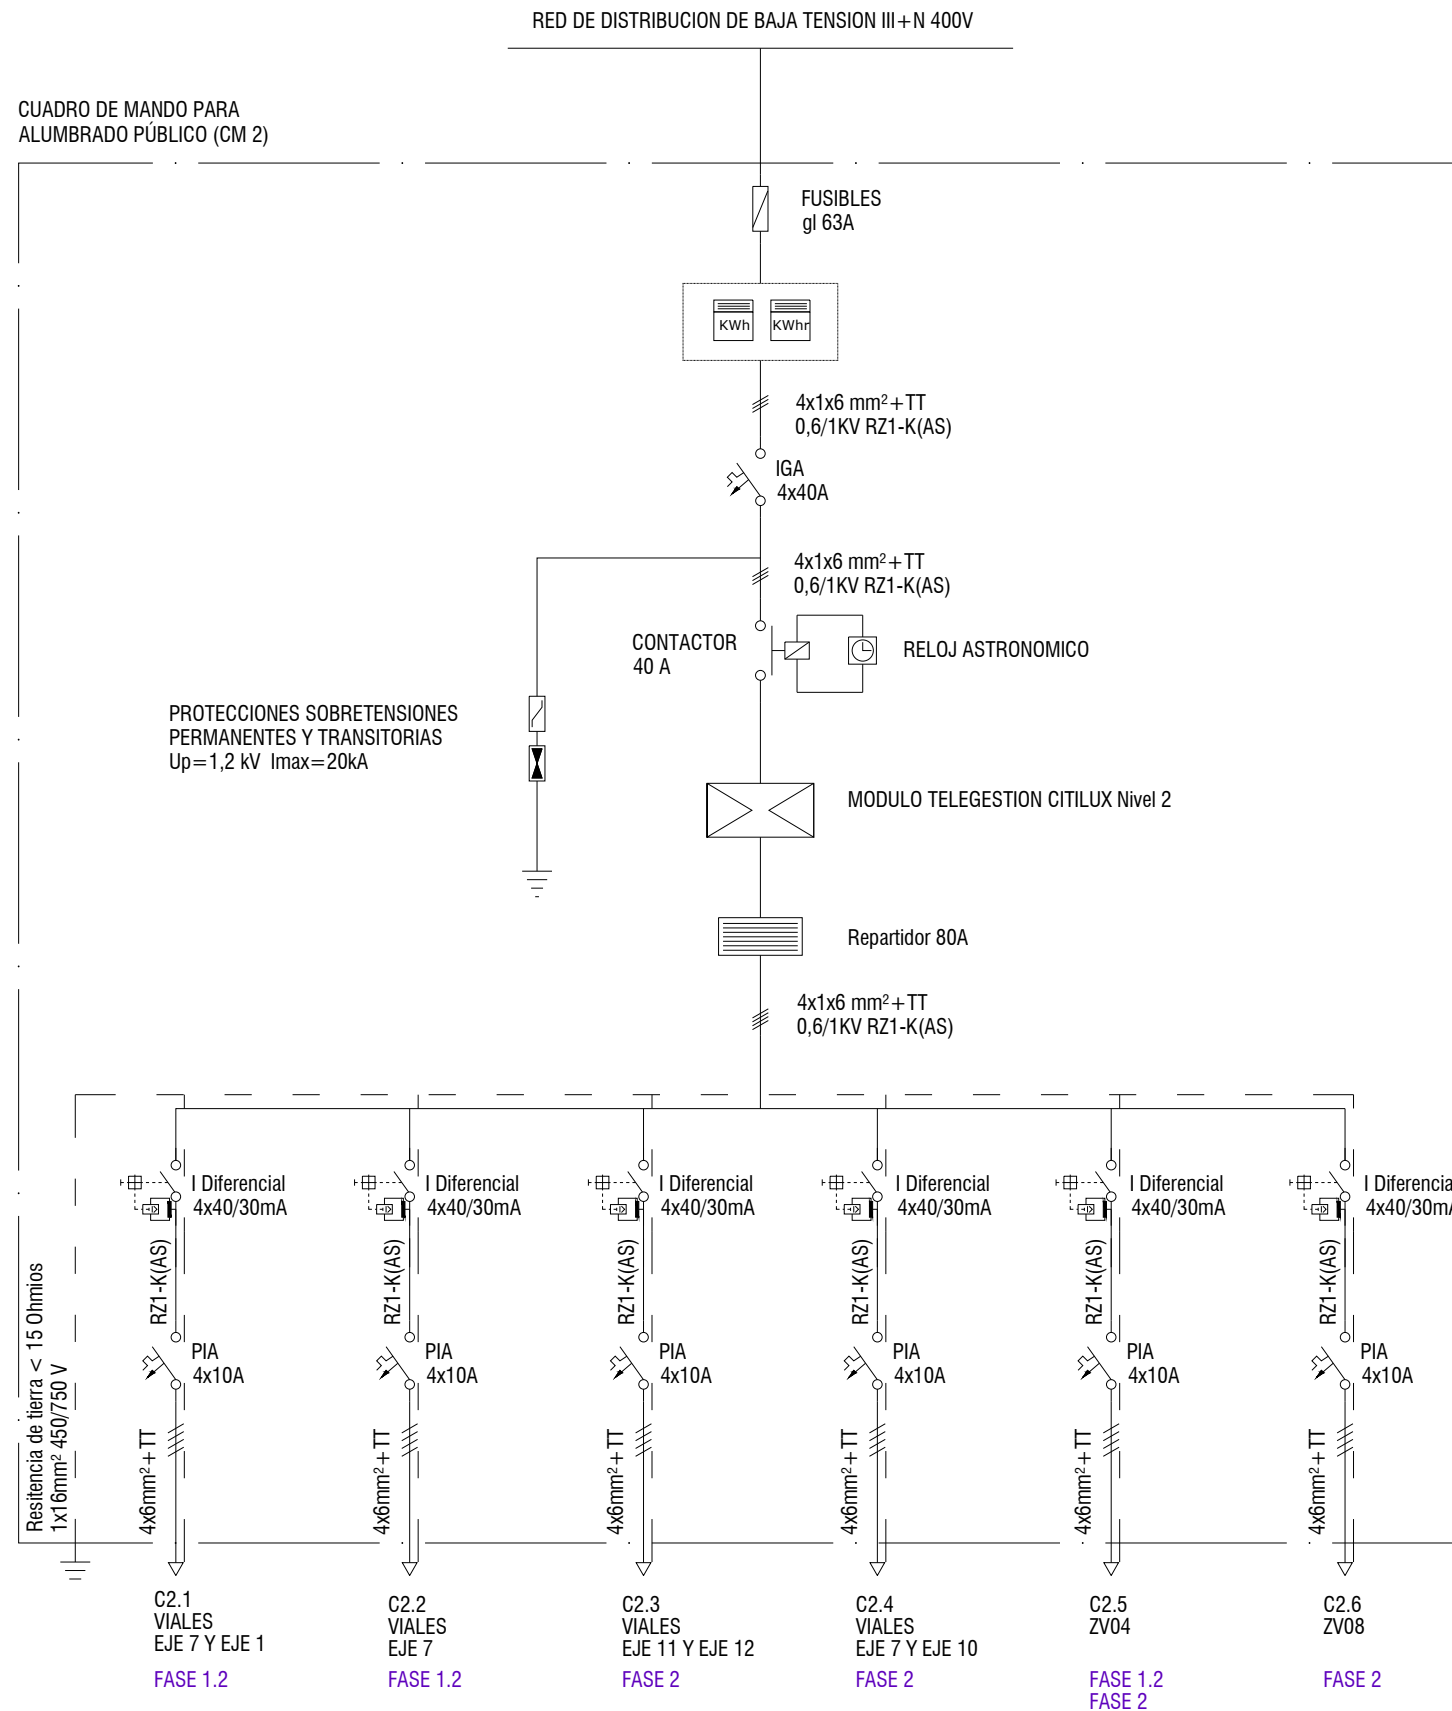 RED DE DISTRIBUCION DE BAJA TENSION III+N 400V
CUADRO DE MANDO PARA
ALUMBRADO PÚBLICO (CM 2)
FUSIBLES
gl 63A
KWh
KWhr
4x1x6 mm²+TT
0,6/1KV RZ1-K(AS)
IGA
4x40A
4x1x6 mm²+TT
0,6/1KV RZ1-K(AS)
CONTACTOR
40 A
RELOJ ASTRONOMICO
PROTECCIONES SOBRETENSIONES
PERMANENTES Y TRANSITORIAS
Up=1,2 kV Imax=20kA
MODULO TELEGESTION CITILUX Nivel 2
Repartidor 80A
4x1x6 mm²+TT
0,6/1KV RZ1-K(AS)
Resitencia de tierra < 15 Ohmios
1x16mm² 450/750 V
I Diferencial
4x40/30mA
RZ1-K(AS)
PIA
4x10A
4x6mm²+TT
C2.1
VIALES
EJE 7 Y EJE 1
FASE 1.2
I Diferencial
4x40/30mA
RZ1-K(AS)
PIA
4x10A
4x6mm²+TT
C2.2
VIALES
EJE 7
FASE 1.2
I Diferencial
4x40/30mA
RZ1-K(AS)
PIA
4x10A
4x6mm²+TT
C2.3
VIALES
EJE 11 Y EJE 12
FASE 2
I Diferencial
4x40/30mA
RZ1-K(AS)
PIA
4x10A
4x6mm²+TT
C2.4
VIALES
EJE 7 Y EJE 10
FASE 2
I Diferencial
4x40/30mA
RZ1-K(AS)
PIA
4x10A
4x6mm²+TT
C2.5
ZV04
FASE 1.2
FASE 2
I Diferencia
4x40/30mA
RZ1-K(AS)
PIA
4x10A
4x6mm²+TT
C2.6
ZV08
FASE 2